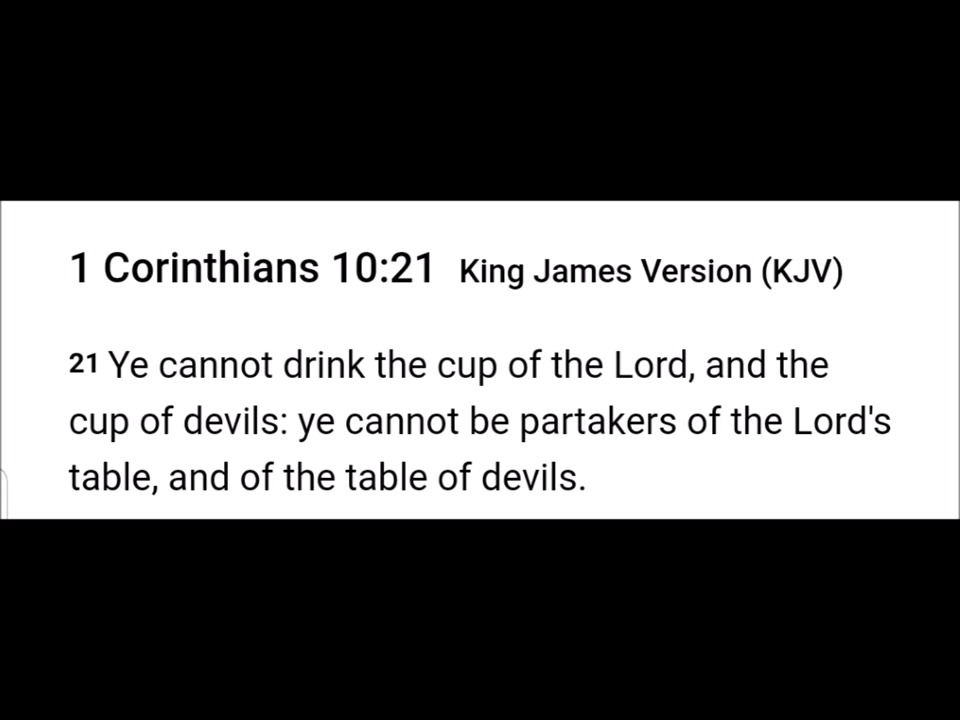 1 Corinthians 10:21 King James Version (KJV)
21 Ye cannot drink the cup of the Lord, and the
cup of devils: ye cannot be partakers of the Lord's
table, and of the table of devils.